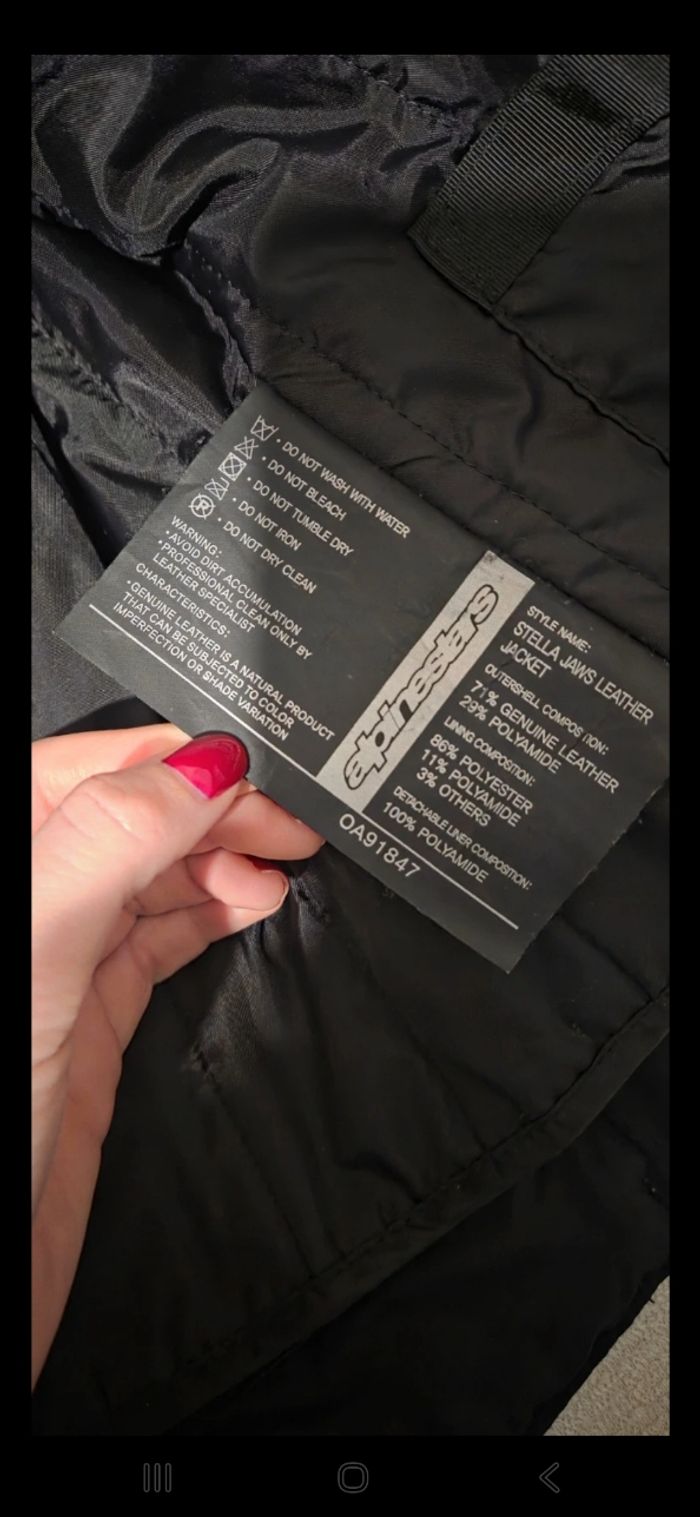 • DO NOT WASH WITH WATER
• DO NOT BLEACH
• DO NOT TUMBLE DRY
• DO NOT IRON
• DO NOT DRY CLEAN
WARNING:
•AVOID DIRT ACCUMULATION
•PROFESSIONAL CLEAN ONLY BY
LEATHER SPECIALIST
CHARACTERISTICS:
•GENUINE LEATHER IS A NATURAL PRODUCT
THAT CAN BE SUBJECTED TO COLOR
IMPERFECTION OR SHADE VARIATION
alpinestars
STYLE NAME:
STELLA JAWS LEATHER
JACKET
OUTERSHELL COMPOSITION:
71% GENUINE LEATHER
29% POLYAMIDE
LINING COMPOSITION:
86% POLYESTER
11% POLYAMIDE
3% OTHERS
DETACHABLE LINER COMPOSITION:
100% POLYAMIDE
OA91847